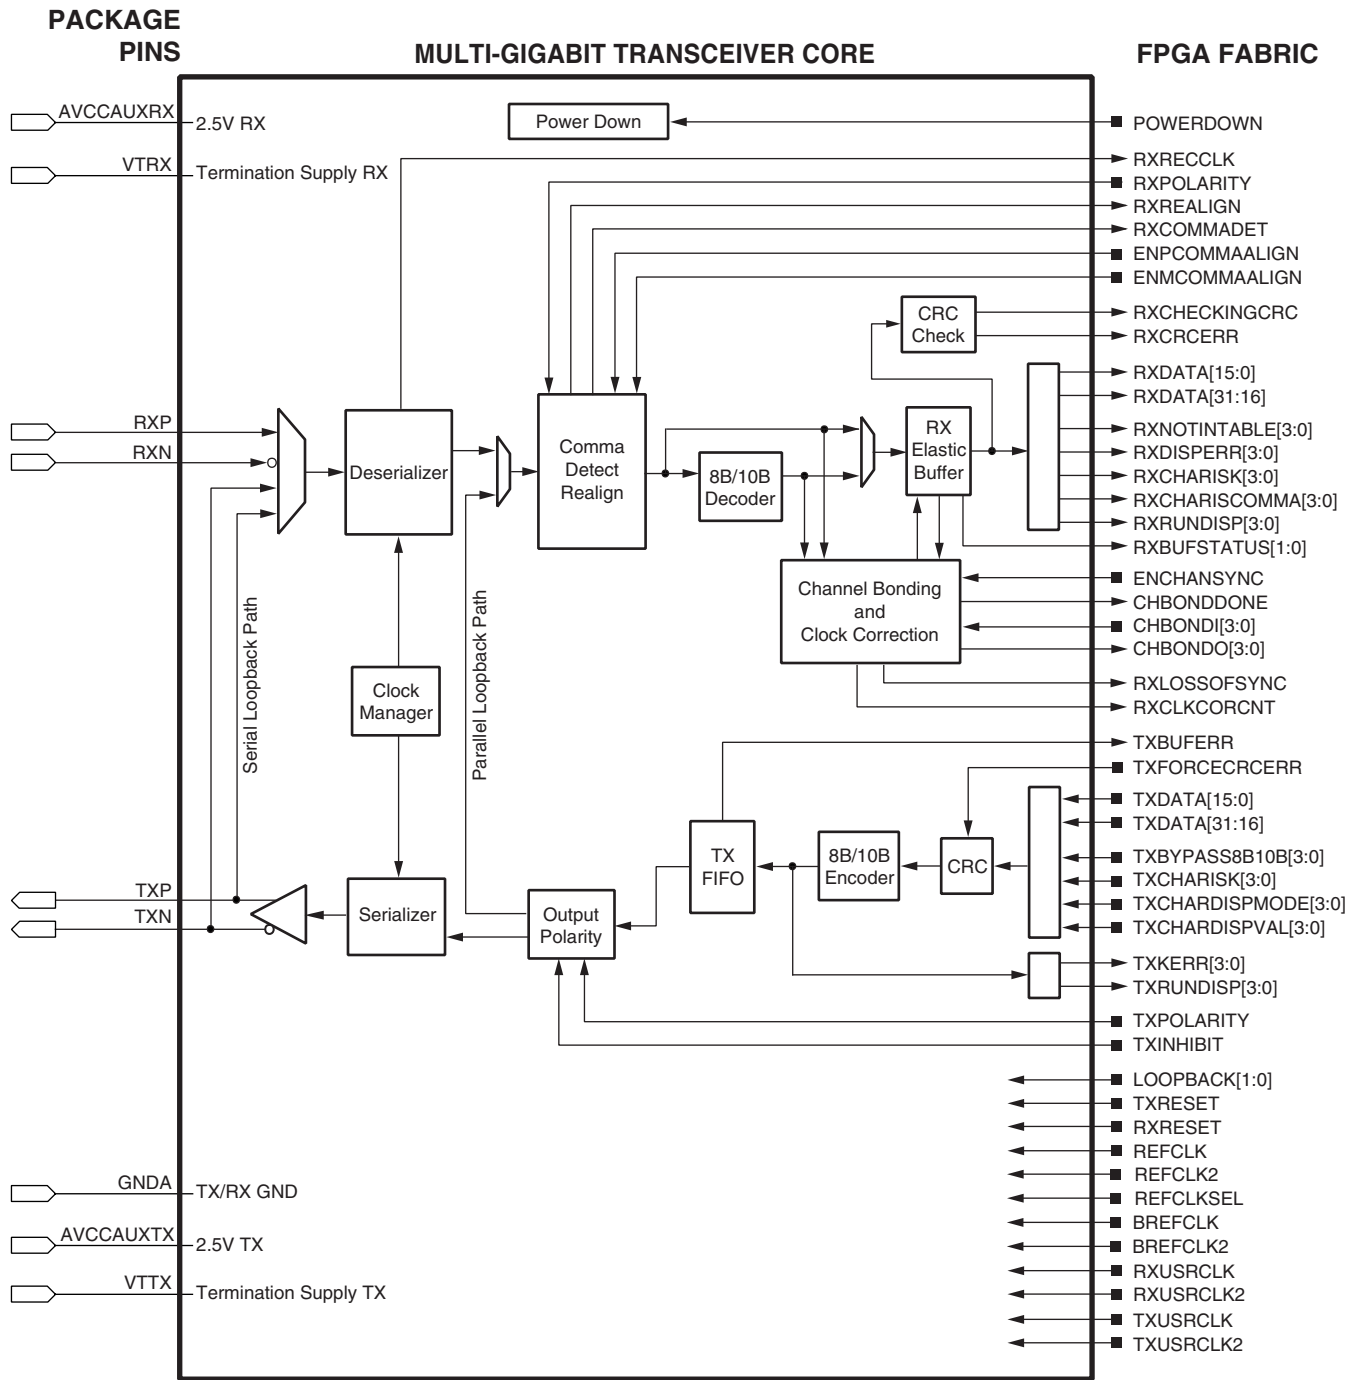 PACKAGE
PINS
MULTI-GIGABIT TRANSCEIVER CORE
FPGA FABRIC
AVCCAUXRX
2.5V RX
VTRX
Termination Supply RX
Power Down
POWERDOWN
RXRECCLK
RXPOLARITY
RXREALIGN
RXCOMMADET
ENPCOMMAALIGN
ENMCOMMAALIGN
CRC
Check
RXCHECKINGCRC
RXCRCERR
RXDATA[15:0]
RXDATA[31:16]
RXNOTINTABLE[3:0]
RXDISPERR[3:0]
RXCHARISK[3:0]
RXCHARISCOMMA[3:0]
RXRUNDISP[3:0]
RXBUFSTATUS[1:0]
RXP
RXN
Deserializer
Comma
Detect
Realign
8B/10B
Decoder
RX
Elastic
Buffer
Channel Bonding
and
Clock Correction
ENCHANSYNC
CHBONDDONE
CHBONDI[3:0]
CHBONDO[3:0]
RXLOSSOFSYNC
RXCLKCORCNT
Serial Loopback Path
Clock
Manager
Parallel Loopback Path
TXBUFERR
TXFORCECRCERR
TXDATA[15:0]
TXDATA[31:16]
TXBYPASS8B10B[3:0]
TXCHARISK[3:0]
TXCHARDISPMODE[3:0]
TXCHARDISPVAL[3:0]
TXKERR[3:0]
TXRUNDISP[3:0]
TXPOLARITY
TXINHIBIT
TXP
TXN
Serializer
Output
Polarity
TX
FIFO
8B/10B
Encoder
CRC
LOOPBACK[1:0]
TXRESET
RXRESET
REFCLK
REFCLK2
REFCLKSEL
BREFCLK
BREFCLK2
RXUSRCLK
RXUSRCLK2
TXUSRCLK
TXUSRCLK2
GNDA
TX/RX GND
AVCCAUXTX
2.5V TX
VTTX
Termination Supply TX